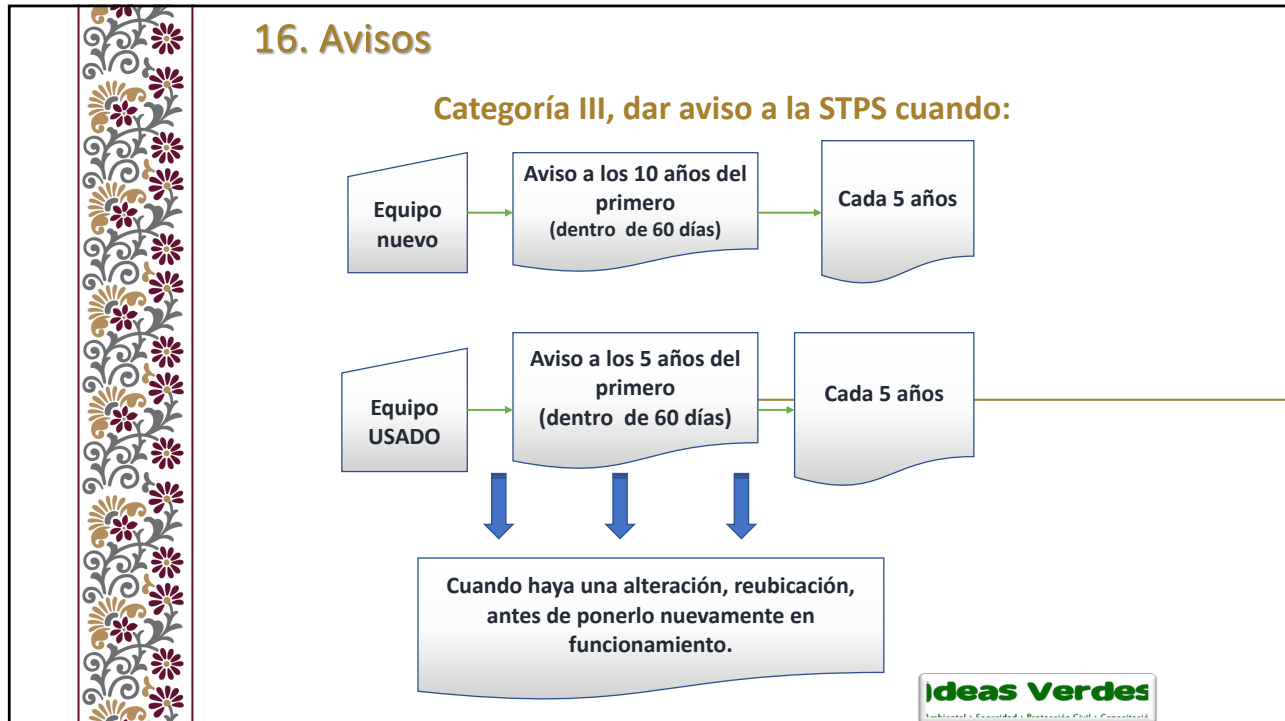 16. Avisos
Categoría III, dar aviso a la STPS cuando:
Equipo
nuevo
Aviso a los 10 años del
primero
(dentro de 60 días)
Cada 5 años
Equipo
USADO
Aviso a los 5 años del
primero
(dentro de 60 días)
Cada 5 años
Cuando haya una alteración, reubicación,
antes de ponerlo nuevamente en
funcionamiento.
Ideas Verdes